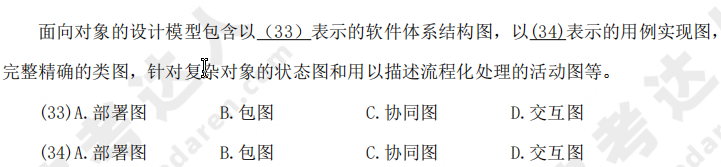 面向对象的设计模型包含以（33）表示的软件体系结构图，以(34)表示的用例实现图，
完整精确的类图，针对复杂对象的状态图和用以描述流程化处理的活动图等。
(33)A.部署图 B.包图 C.协同图 D.交互图
(34)A.部署图 B.包图 C.协同图 D.交互图